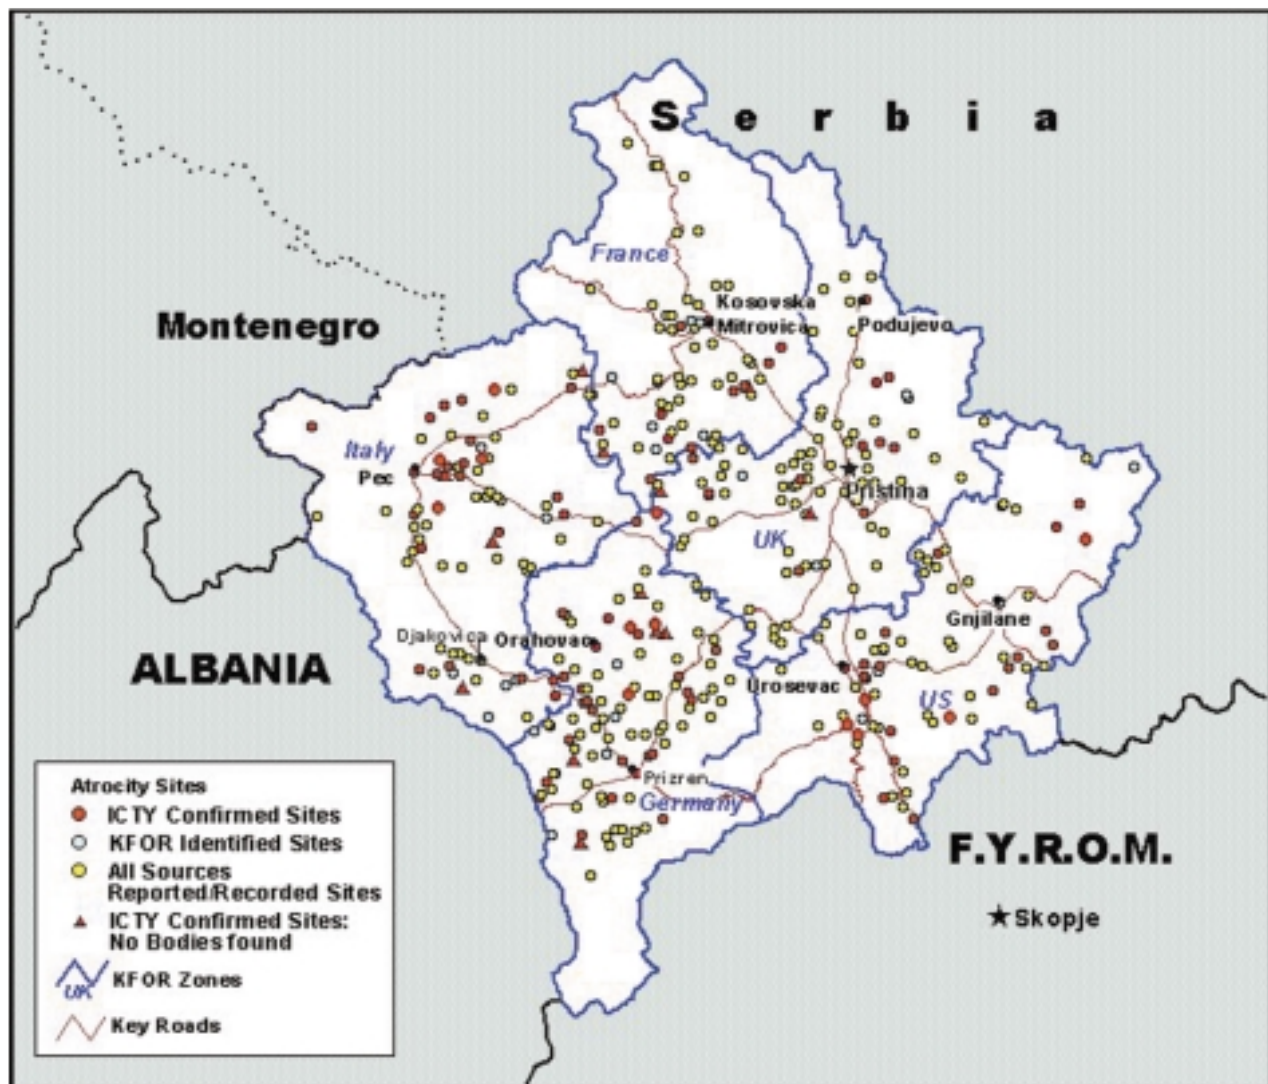 S e r b i a
France
Kosovska
Mitrovica
Podujevo
Montenegro
Italy
Pec
Pristina
UK
Gnjilane
Djakovica
Orahovac
ALBANIA
Urosevac
US
Prizren
Germany
F.Y.R.O.M.
Skopje
Atrocity Sites
ICTY Confirmed Sites
KFOR Identified Sites
All Sources
Reported/Recorded Sites
ICTY Confirmed Sites:
No Bodies found
UK
KFOR Zones
Key Roads